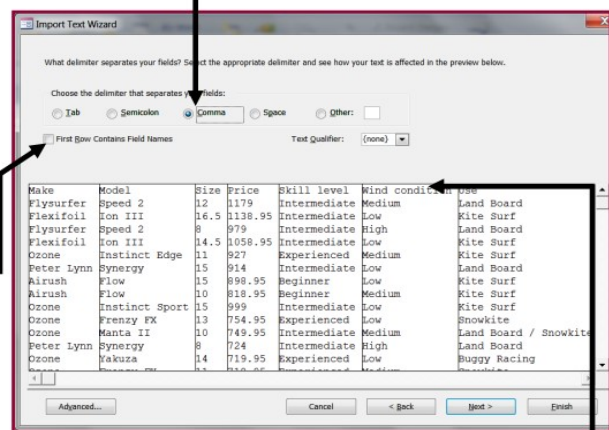 Import Text Wizard
What delimiter separates your fields? Select the appropriate delimiter and see how your text is affected in the preview below.
Choose the delimiter that separates your fields:
Tab Semicolon Comma Space Other:
First Row Contains Field Names Text Qualifier: {none}
Make Model Size Price Skill level Wind condition Use
Flysurfer Speed 2 12 1179 Intermediate Medium Land Board
Flexifoil Ion III 16.5 1138.95 Intermediate Low Kite Surf
Flysurfer Speed 2 8 979 Intermediate High Land Board
Flexifoil Ion III 14.5 1058.95 Intermediate Low Kite Surf
Ozone Instinct Edge 11 927 Experienced Medium Kite Surf
Peter Lynn Synergy 15 914 Intermediate Low Land Board
Airush Flow 15 898.95 Beginner Low Kite Surf
Airush Flow 10 818.95 Beginner Medium Kite Surf
Ozone Instinct Sport 15 999 Intermediate Low Kite Surf
Ozone Frenzy FX 13 754.95 Experienced Low Snowkite
Ozone Manta II 10 749.95 Intermediate Medium Land Board / Snowkite
Peter Lynn Synergy 8 724 Intermediate High Land Board
Ozone Yakuza 14 719.95 Experienced Low Buggy Racing
Advanced... Cancel < Back Next > Finish